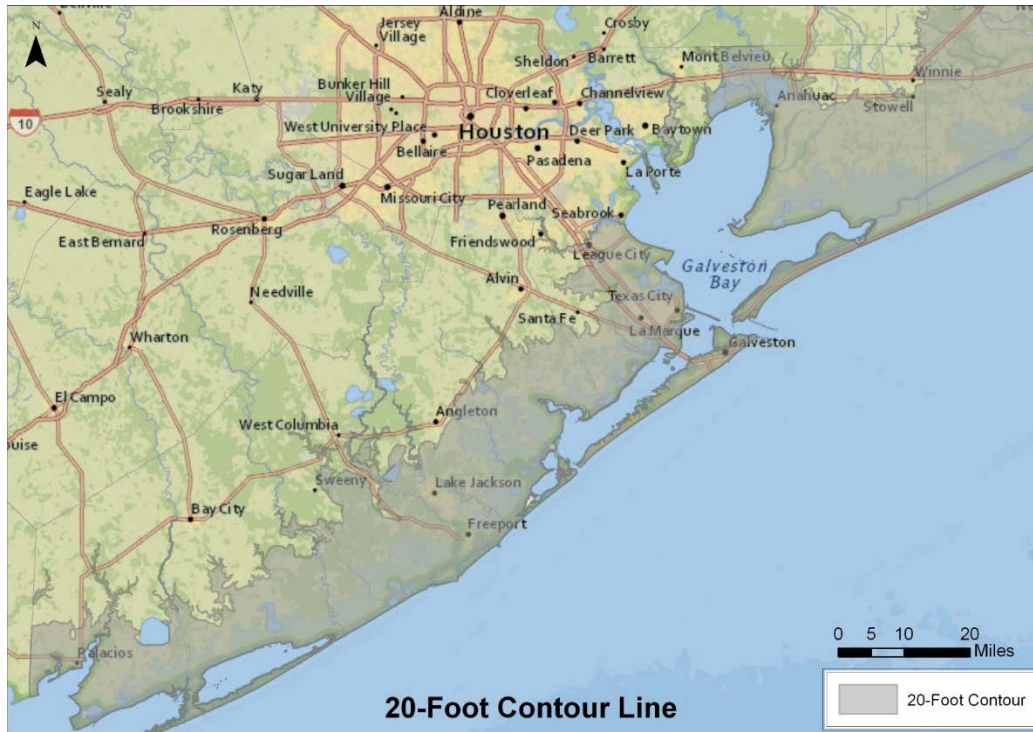 Bellville
N
Aldine
Jersey
Village
Crosby
Sheldon
Barrett
Mont Belvieu
Winnie
Sealy
Brookshire
Katy
Bunker Hill
Village
Cloverleaf
Channelview
Anahuac
Stowell
10
West University Place
Houston
Deer Park
Baytown
Bellaire
Pasadena
La Porte
Sugar Land
Missouri City
Eagle Lake
Pearland
Seabrook
East Bernard
Rosenberg
Friendswood
League City
Galveston
Bay
Needville
Alvin
Texas City
Santa Fe
La Marque
Wharton
Galveston
El Campo
West Columbia
Angleton
ouise
Sweeny
Lake Jackson
Bay City
Freeport
Palacios
0 5 10 20
Miles
20-Foot Contour Line
20-Foot Contour